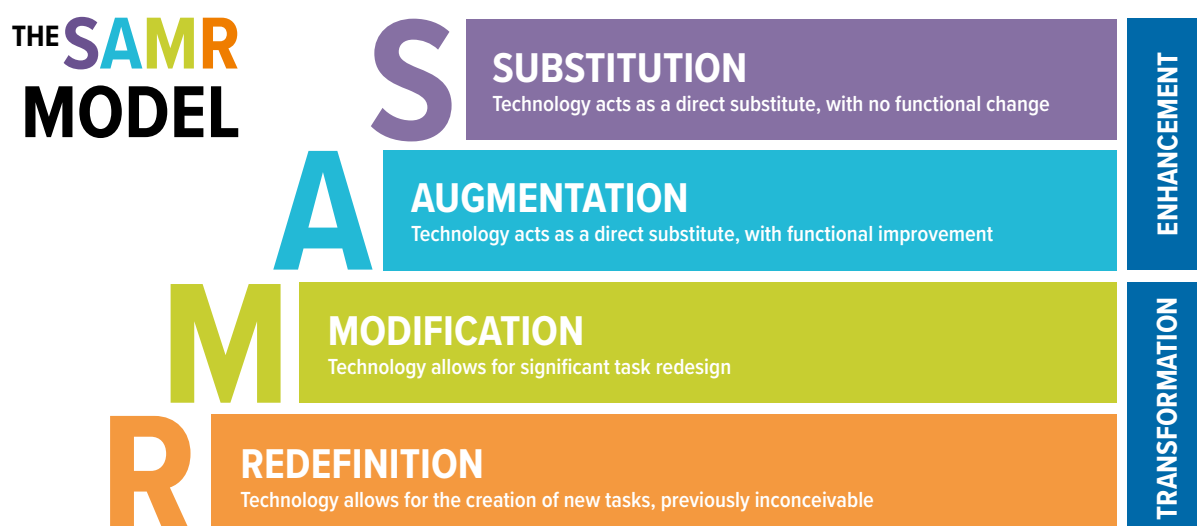 THE SAMR
MODEL
S
SUBSTITUTION
Technology acts as a direct substitute, with no functional change
A
AUGMENTATION
Technology acts as a direct substitute, with functional improvement
ENHANCEMENT
M
MODIFICATION
Technology allows for significant task redesign
R
REDEFINITION
Technology allows for the creation of new tasks, previously inconceivable
TRANSFORMATION